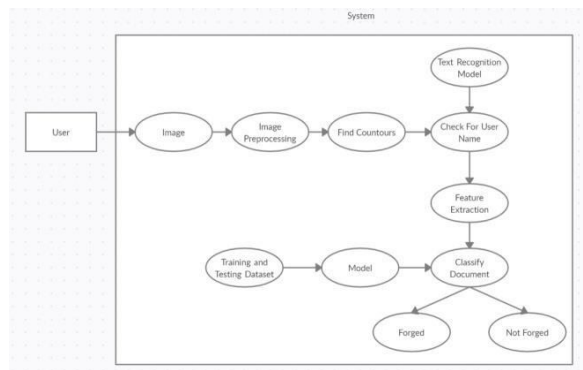 System
Text Recognition
Model
User
Image
Image
Preprocessing
Find Countours
Check For User
Name
Feature
Extraction
Training and
Testing Dataset
Model
Classify
Document
Forged
Not Forged